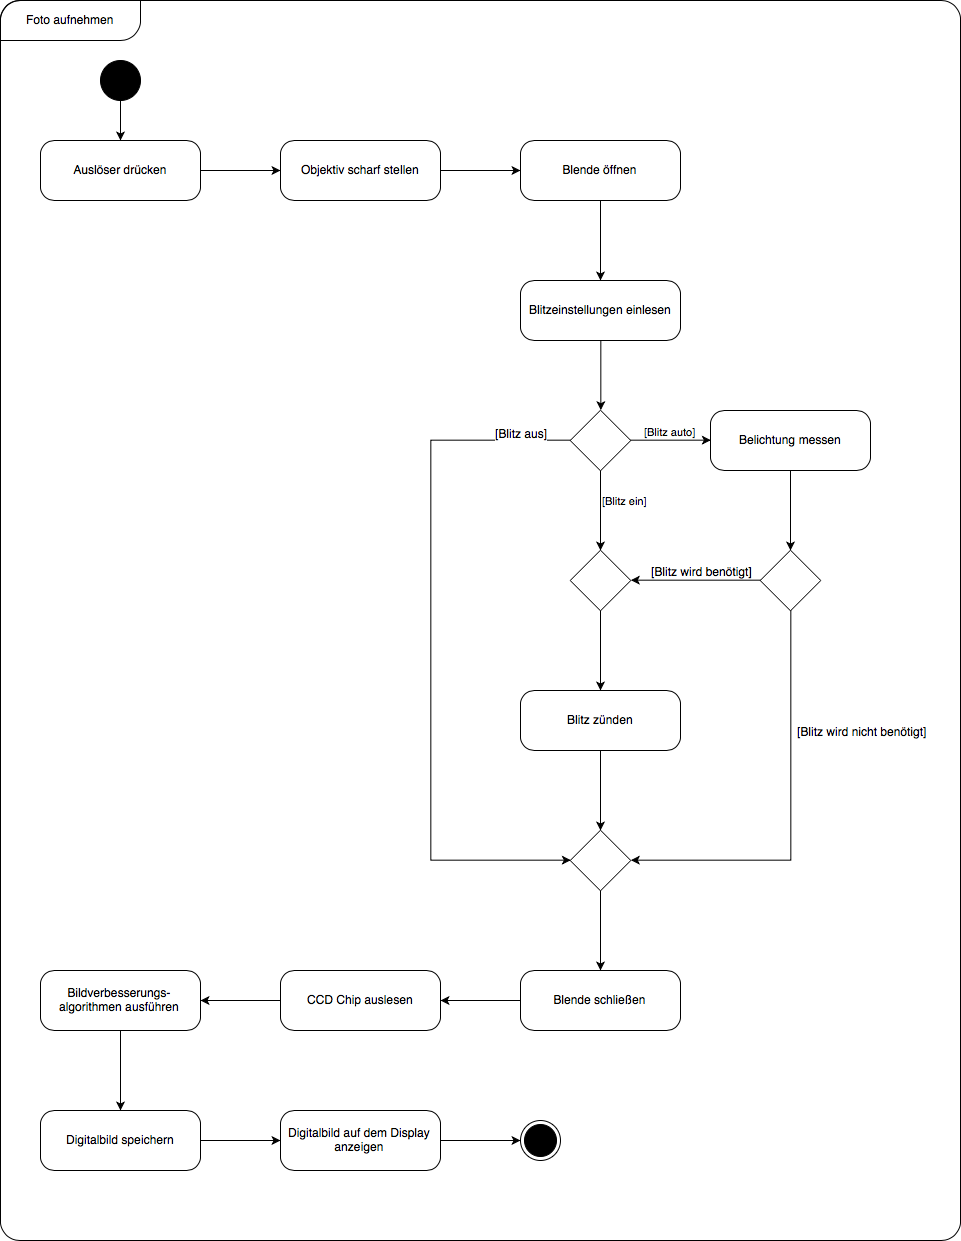 Foto aufnehmen
Auslöser drücken
Objektiv scharf stellen
Blende öffnen
Blitzeinstellungen einlesen
[Blitz aus]
[Blitz auto]
Belichtung messen
[Blitz ein]
[Blitz wird benötigt]
Blitz zünden
[Blitz wird nicht benötigt]
Bildverbesserungs-
algorithmen ausführen
CCD Chip auslesen
Blende schließen
Digitalbild speichern
Digitalbild auf dem Display
anzeigen